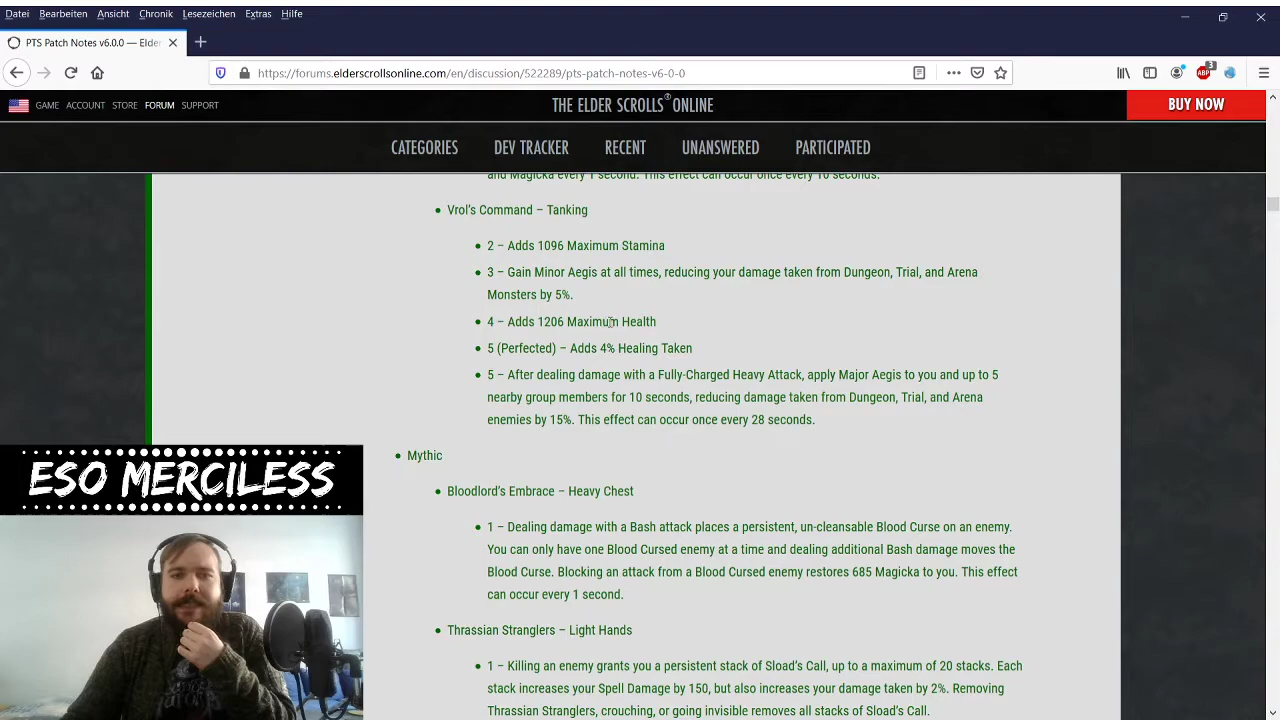 Datei Bearbeiten Ansicht Chronik Lesezeichen Extras Hilfe
PTS Patch Notes v6.0.0 — Elder
https://forums.elderscrollsonline.com/en/discussion/522289/pts-patch-notes-v6-0-0
ABP 3
GAME ACCOUNT STORE FORUM SUPPORT
THE ELDER SCROLLS® ONLINE
BUY NOW
CATEGORIES DEV TRACKER RECENT UNANSWERED PARTICIPATED
and Magicka every 1 second. This effect can occur once every 10 seconds.
• Vrol's Command – Tanking
• 2 – Adds 1096 Maximum Stamina
• 3 – Gain Minor Aegis at all times, reducing your damage taken from Dungeon, Trial, and Arena
Monsters by 5%.
• 4 – Adds 1206 Maximum Health
• 5 (Perfected) – Adds 4% Healing Taken
• 5 – After dealing damage with a Fully-Charged Heavy Attack, apply Major Aegis to you and up to 5
nearby group members for 10 seconds, reducing damage taken from Dungeon, Trial, and Arena
enemies by 15%. This effect can occur once every 28 seconds.
• Mythic
• Bloodlord's Embrace – Heavy Chest
• 1 – Dealing damage with a Bash attack places a persistent, un-cleansable Blood Curse on an enemy.
You can only have one Blood Cursed enemy at a time and dealing additional Bash damage moves the
Blood Curse. Blocking an attack from a Blood Cursed enemy restores 685 Magicka to you. This effect
can occur every 1 second.
• Thrassian Stranglers – Light Hands
• 1 – Killing an enemy grants you a persistent stack of Sload's Call, up to a maximum of 20 stacks. Each
stack increases your Spell Damage by 150, but also increases your damage taken by 2%. Removing
Thrassian Stranglers, crouching, or going invisible removes all stacks of Sload's Call.
ESO MERCILESS